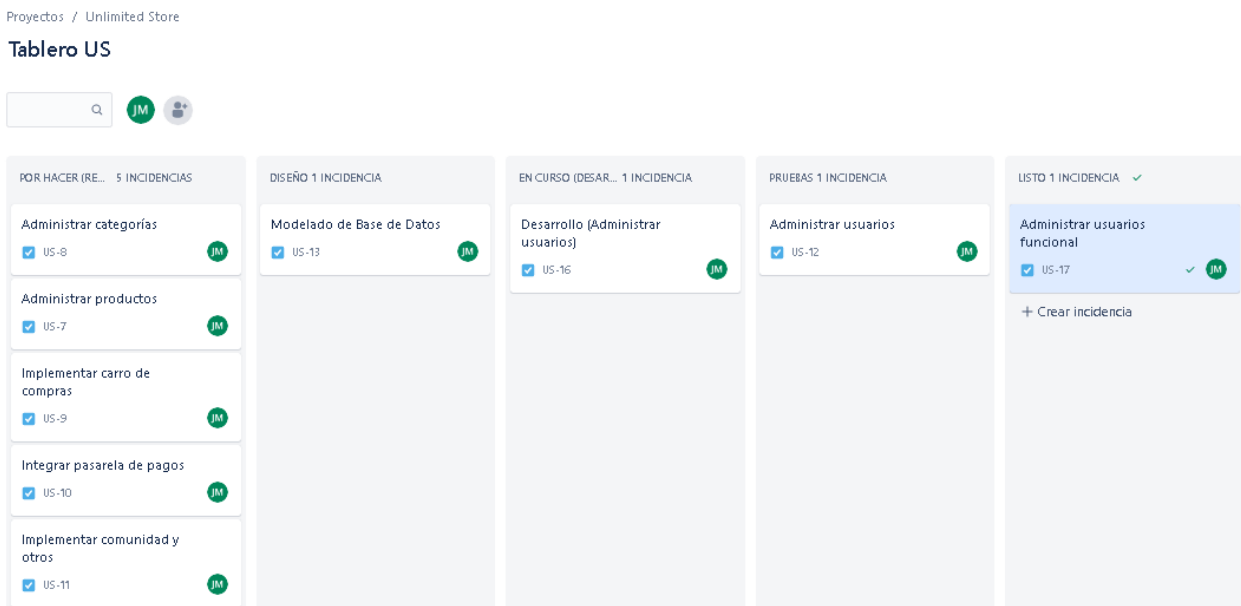 Proyectos / Unlimited Store
Tablero US
JM
POR HACER (RE... 5 INCIDENCIAS
Administrar categorías
US-8 JM
Administrar productos
US-7 JM
Implementar carro de
compras
US-9 JM
Integrar pasarela de pagos
US-10 JM
Implementar comunidad y
otros
US-11 JM
DISEÑO 1 INCIDENCIA
Modelado de Base de Datos
US-13 JM
EN CURSO (DESAR... 1 INCIDENCIA
Desarrollo (Administrar
usuarios)
US-16 JM
PRUEBAS 1 INCIDENCIA
Administrar usuarios
US-12 JM
LISTO 1 INCIDENCIA
Administrar usuarios
funcional
US-17 JM
+ Crear incidencia